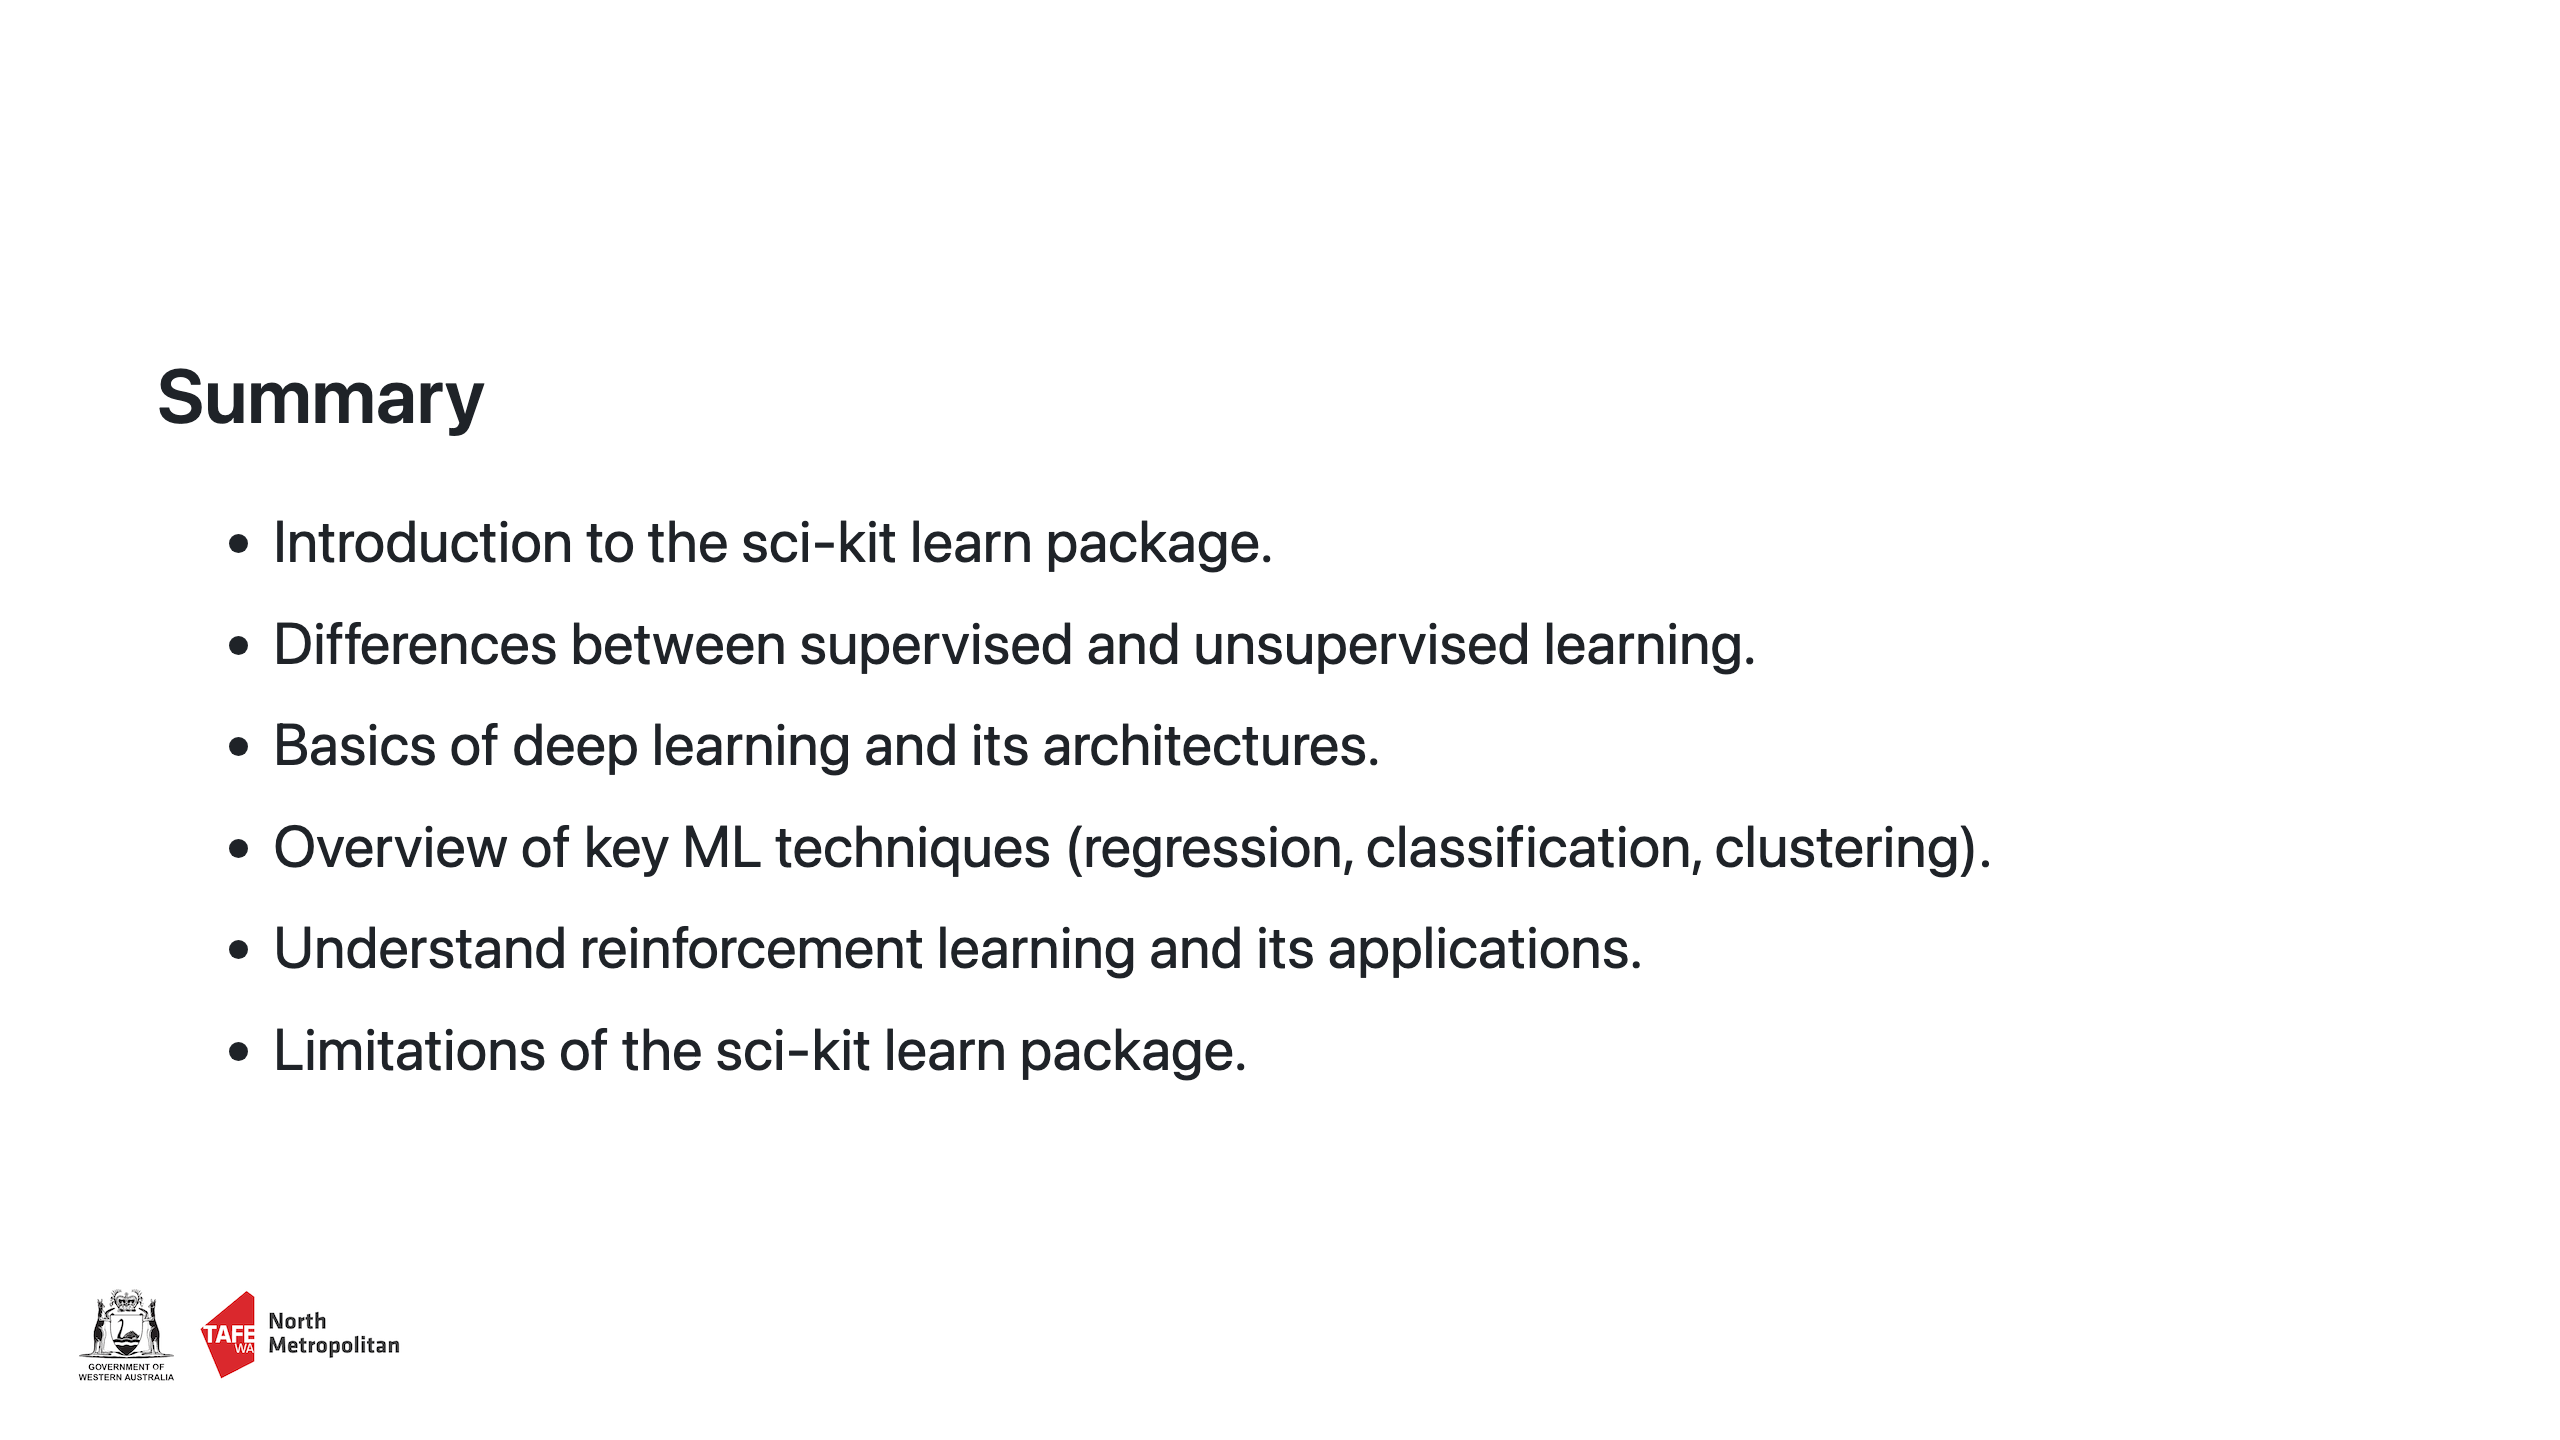 Summary
• Introduction to the sci-kit learn package.
• Differences between supervised and unsupervised learning.
• Basics of deep learning and its architectures.
• Overview of key ML techniques (regression, classification, clustering).
• Understand reinforcement learning and its applications.
• Limitations of the sci-kit learn package.
GOVERNMENT OF
WESTERN AUSTRALIA
TAFE
WA
North
Metropolitan